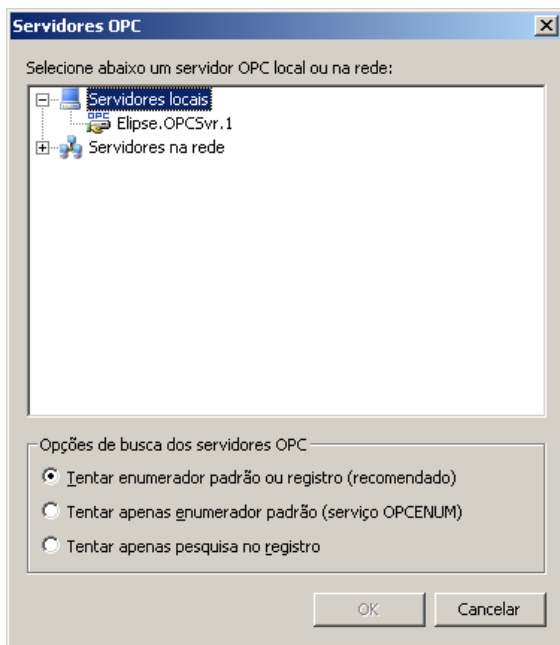 Servidores OPC
Selecione abaixo um servidor OPC local ou na rede:
Servidores locais
OPC
Elipse.OPCSvr.1
Servidores na rede
Opções de busca dos servidores OPC
Tentar enumerador padrão ou registro (recomendado)
Tentar apenas enumerador padrão (serviço OPCENUM)
Tentar apenas pesquisa no registro
OK
Cancelar